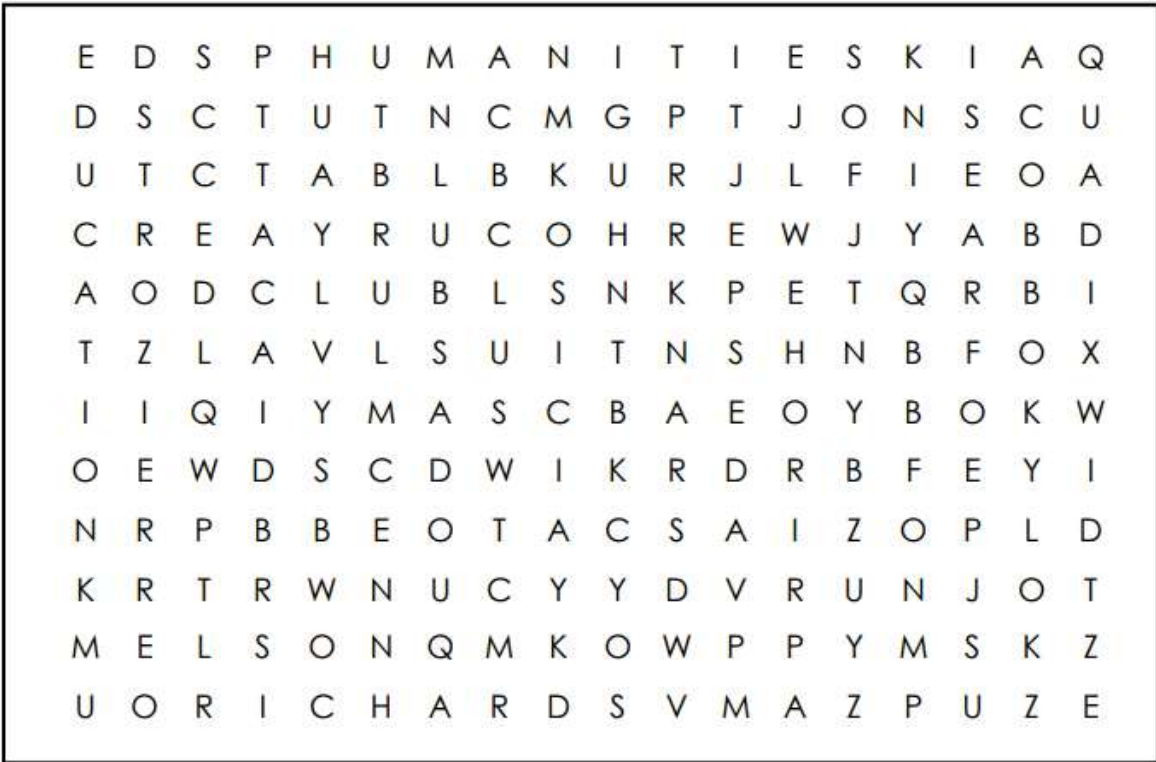 E D S P H U M A N I T I E S K I A Q
D S C T U T N C M G P T J O N S C U
U T C T A B L B K U R J L F I E O A
C R E A Y R U C O H R E W J Y A B D
A O D C L U B L S N K P E T Q R B I
T Z L A V L S U I T N S H N B F O X
I I Q I Y M A S C B A E O Y B O K W
O E W D S C D W I K R D R B F E Y I
N R P B B E O T A C S A I Z O P L D
K R T R W N U C Y Y D V R U N J O T
M E L S O N Q M K O W P P Y M S K Z
U O R I C H A R D S V M A Z P U Z E